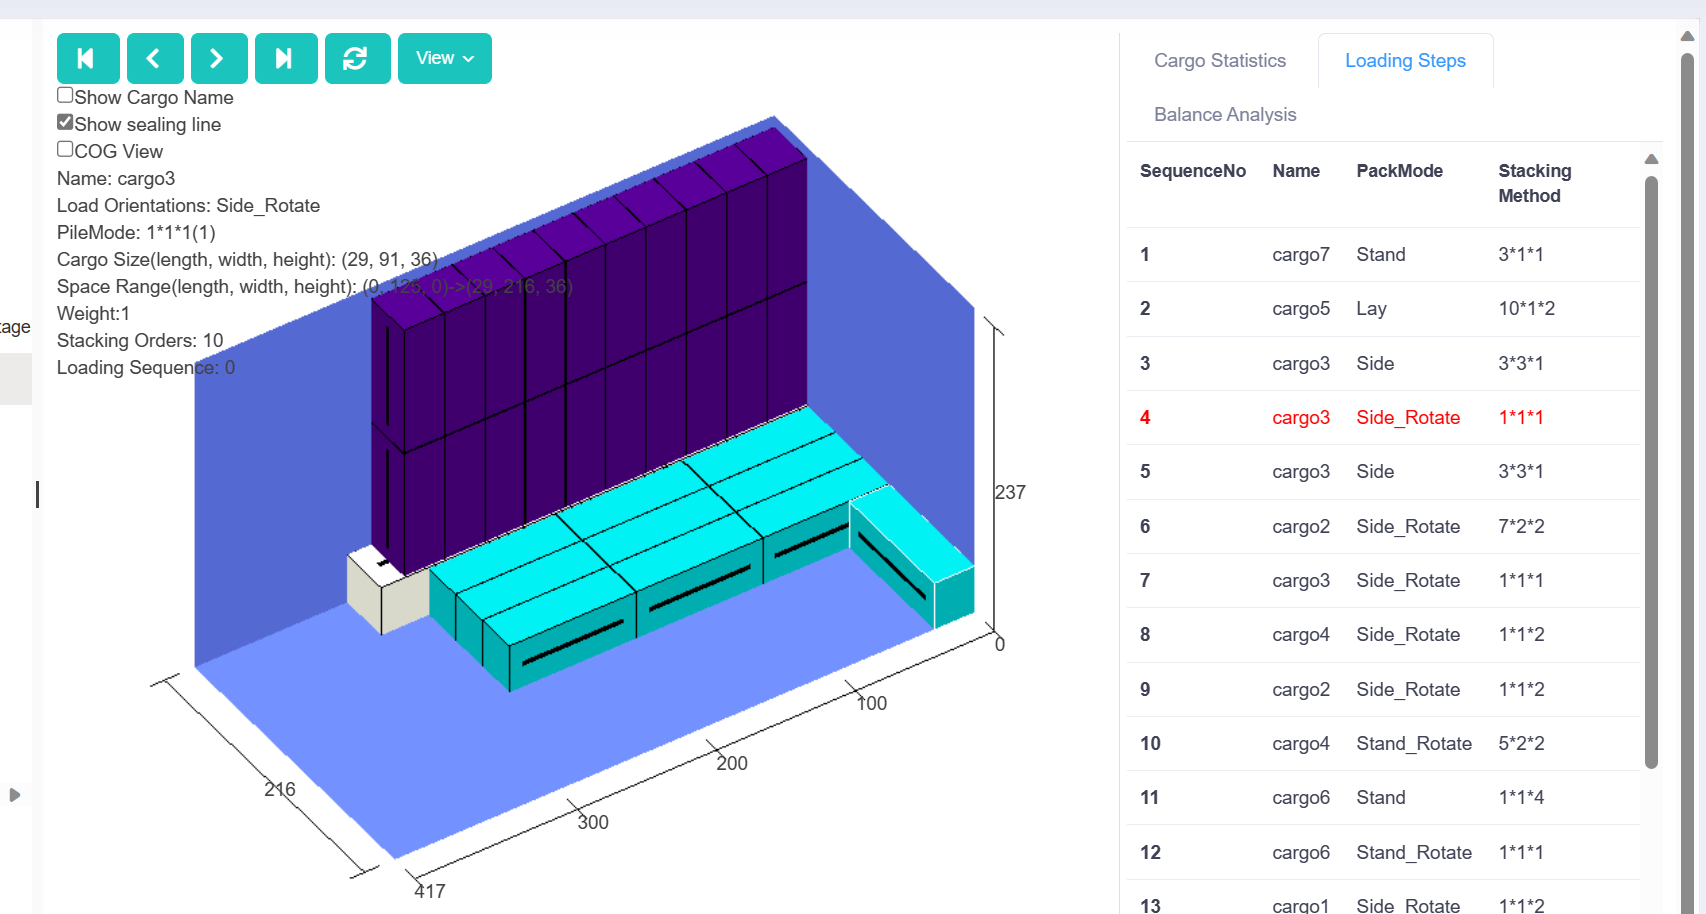 View
Show Cargo Name
Show sealing line
COG View
Name: cargo3
Load Orientations: Side_Rotate
PileMode: 1*1*1(1)
Cargo Size(length, width, height): (29, 91, 36)
Space Range(length, width, height): (0, 125, 0)->(29, 216, 36)
Weight:1
Stacking Orders: 10
Loading Sequence: 0
tage
237
0
100
200
216
300
417
Cargo Statistics
Loading Steps
Balance Analysis
SequenceNo Name PackMode Stacking Method
1 cargo7 Stand 3*1*1
2 cargo5 Lay 10*1*2
3 cargo3 Side 3*3*1
4 cargo3 Side_Rotate 1*1*1
5 cargo3 Side 3*3*1
6 cargo2 Side_Rotate 7*2*2
7 cargo3 Side_Rotate 1*1*1
8 cargo4 Side_Rotate 1*1*2
9 cargo2 Side_Rotate 1*1*2
10 cargo4 Stand_Rotate 5*2*2
11 cargo6 Stand 1*1*4
12 cargo6 Stand_Rotate 1*1*1
13 cargo1 Side_Rotate 1*1*2